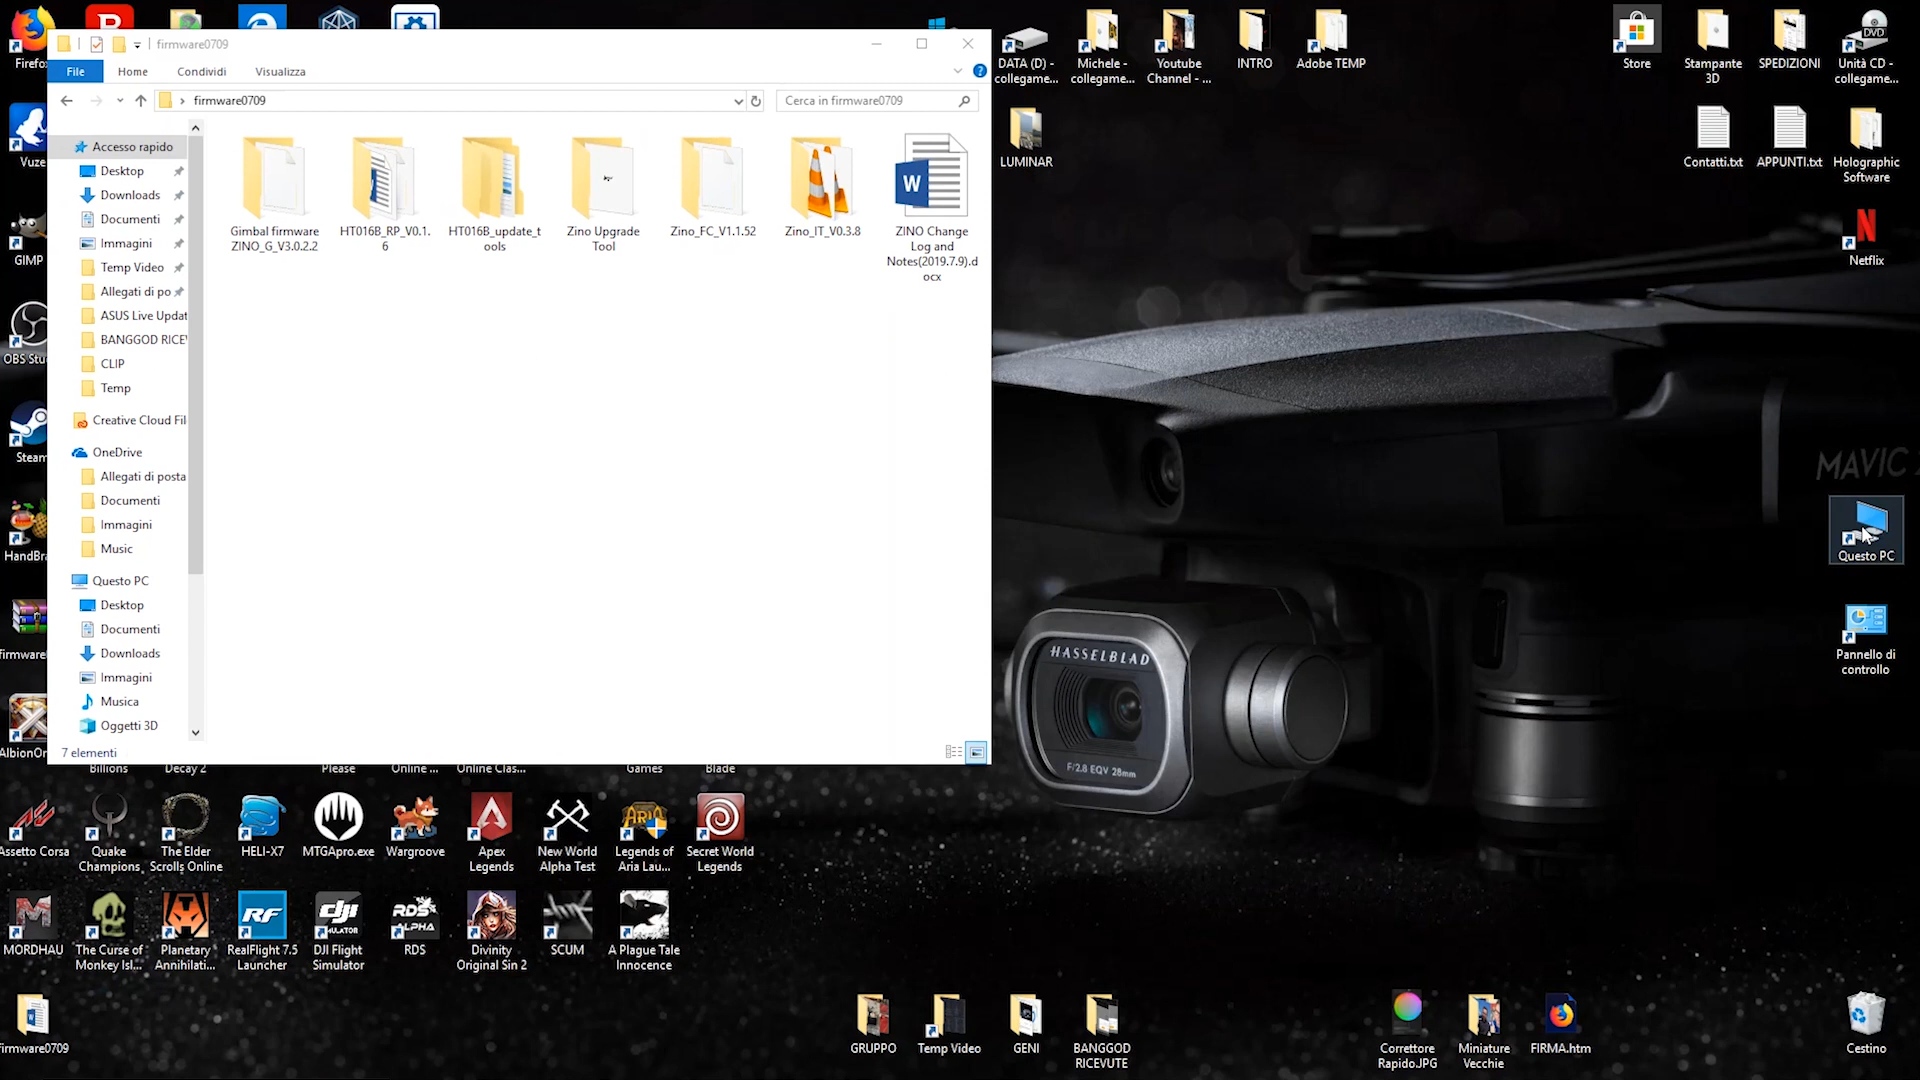 firmware0709
File
Home
Condividi
Visualizza
firmware0709
Cerca in firmware0709
Accesso rapido
Desktop
Downloads
Documenti
Immagini
Temp Video
Allegati di po
ASUS Live Updat
BANGGOD RICEV
CLIP
Temp
Creative Cloud Fil
OneDrive
Allegati di posta
Documenti
Immagini
Music
Questo PC
Desktop
Documenti
Downloads
Immagini
Musica
Oggetti 3D
7 elementi
Gimbal firmware
ZINO_G_V3.0.2.2
HT016B_RP_V0.1.
6
HT016B_update_t
ools
Zino Upgrade
Tool
Zino_FC_V1.1.52
Zino_IT_V0.3.8
ZINO Change
Log and
Notes(2019.7.9).d
ocx
Firefox
Vuze
GIMP
OBS Stu
Steam
HandBra
firmware
AlbionOn
DATA (D) -
collegame...
Michele -
collegame...
Youtube
Channel - ...
INTRO
Adobe TEMP
LUMINAR
Store
Stampante
3D
SPEDIZIONI
Unità CD -
collegame...
DVD
Contatti.txt
APPUNTI.txt
Holographic
Software
Netflix
MAVIC 2
Questo PC
Pannello di
controllo
HASSELBLAD
F/2.8 EQV 28mm
Billions
Decay 2
Please
Online ...
Online Clas...
Games
Blade
Assetto Corsa
Quake
Champions
The Elder
Scrolls Online
HELI-X7
MTGApro.exe
Wargroove
Apex
Legends
New World
Alpha Test
Legends of
Aria Lau...
Secret World
Legends
MORDHAU
The Curse of
Monkey Isl...
Planetary
Annihilati...
RealFlight 7.5
Launcher
DJI Flight
Simulator
RDS
Divinity
Original Sin 2
SCUM
A Plague Tale
Innocence
firmware0709
GRUPPO
Temp Video
GENI
BANGGOD
RICEVUTE
Correttore
Rapido.JPG
Miniature
Vecchie
FIRMA.htm
Cestino